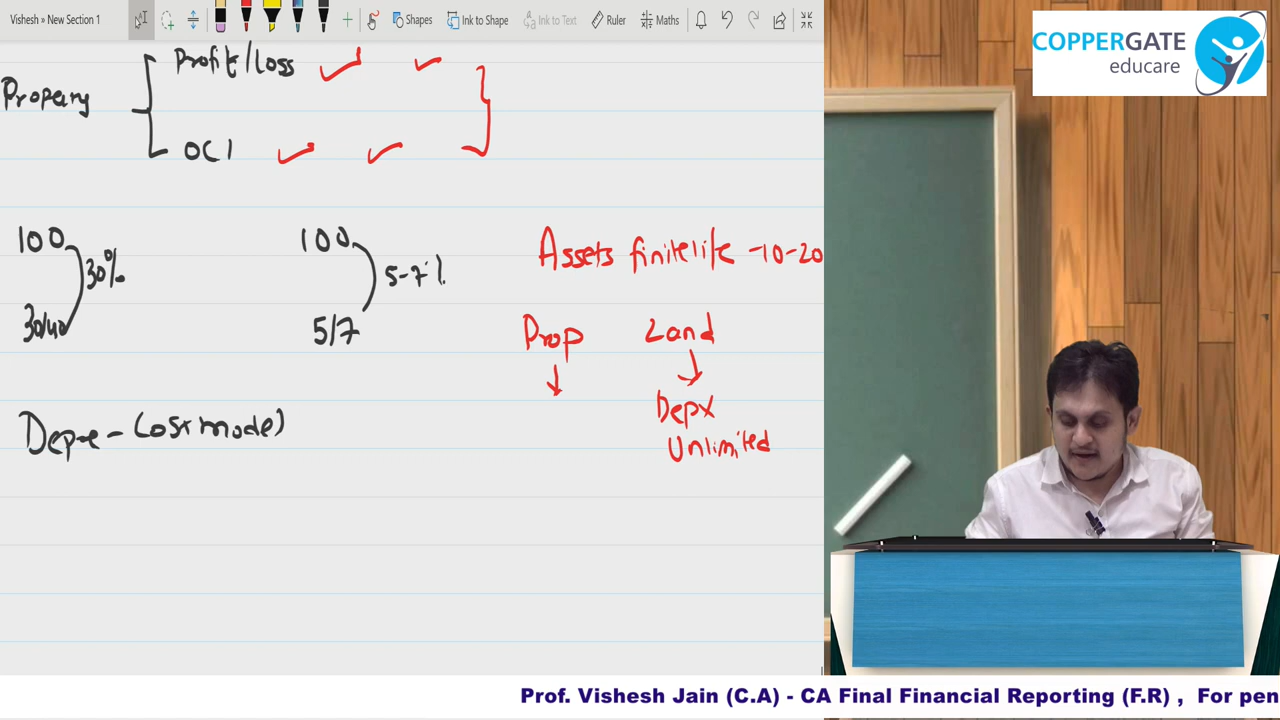 Vishesh » New Section 1
Shapes
Ink to Shape
Ink to Text
Ruler
Maths
COPPERGATE
educare
Profit/Loss
Property
OCI
100
30%
30/40
100
5-7%
5/7
Assets finite life -10-20
Prop
Land
DepX
Unlimited
Dep-e - Cost model
Prof. Vishesh Jain (C.A) - CA Final Financial Reporting (F.R) , For pen